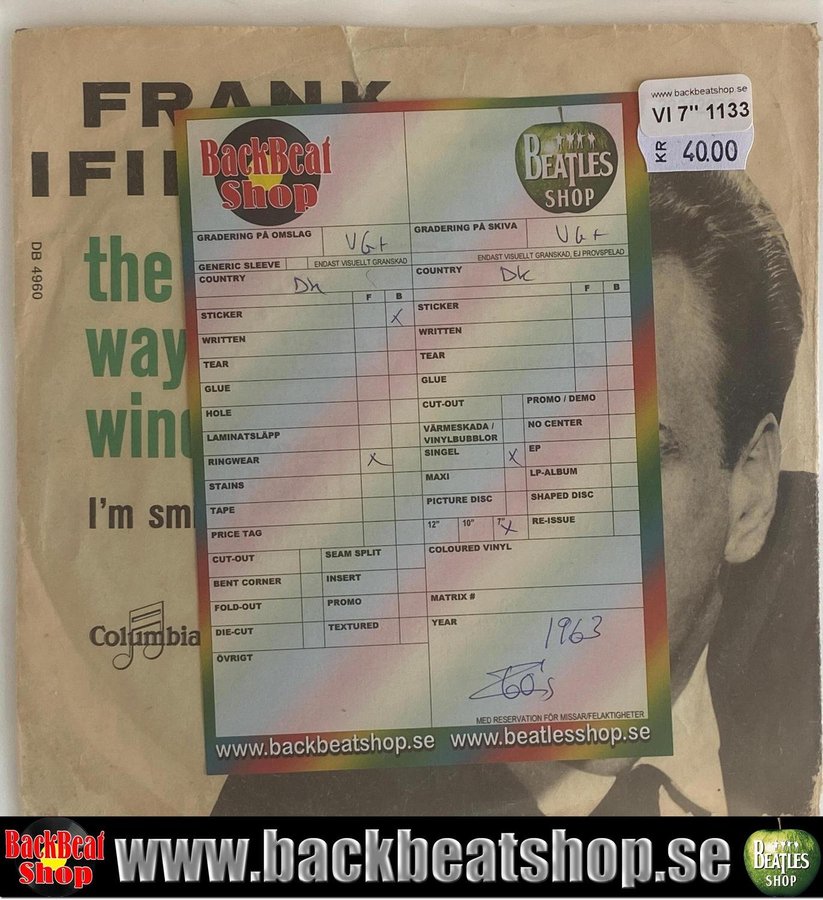 FRANK
IFI
DB 4960
the
way
wind
I'm sm
Columbia
www.backbeatshop.se
VI 7" 1133
KR 40.00
BackBeat
Shop
BEATLES
SHOP
GRADERING PÅ OMSLAG VG+
GENERIC SLEEVE ENDAST VISUELLT GRANSKAD
COUNTRY DK
F B
STICKER X
WRITTEN
TEAR
GLUE
HOLE
LAMINATSLÄPP
RINGWEAR X
STAINS
TAPE
PRICE TAG
CUT-OUT SEAM SPLIT
BENT CORNER INSERT
FOLD-OUT PROMO
DIE-CUT TEXTURED
ÖVRIGT
GRADERING PÅ SKIVA VG+
ENDAST VISUELLT GRANSKAD, EJ PROVSPELAD
COUNTRY DK
F B
STICKER
WRITTEN
TEAR
GLUE
CUT-OUT PROMO / DEMO
VÄRMESKADA /
VINYLBUBBLOR NO CENTER
SINGEL X EP
MAXI LP-ALBUM
PICTURE DISC SHAPED DISC
12" 10" 7" X RE-ISSUE
COLOURED VINYL
MATRIX #
YEAR 1963
MED RESERVATION FÖR MISSAR/FELAKTIGHETER
www.backbeatshop.se www.beatlesshop.se
BackBeat
Shop
www.backbeatshop.se
BEATLES
SHOP